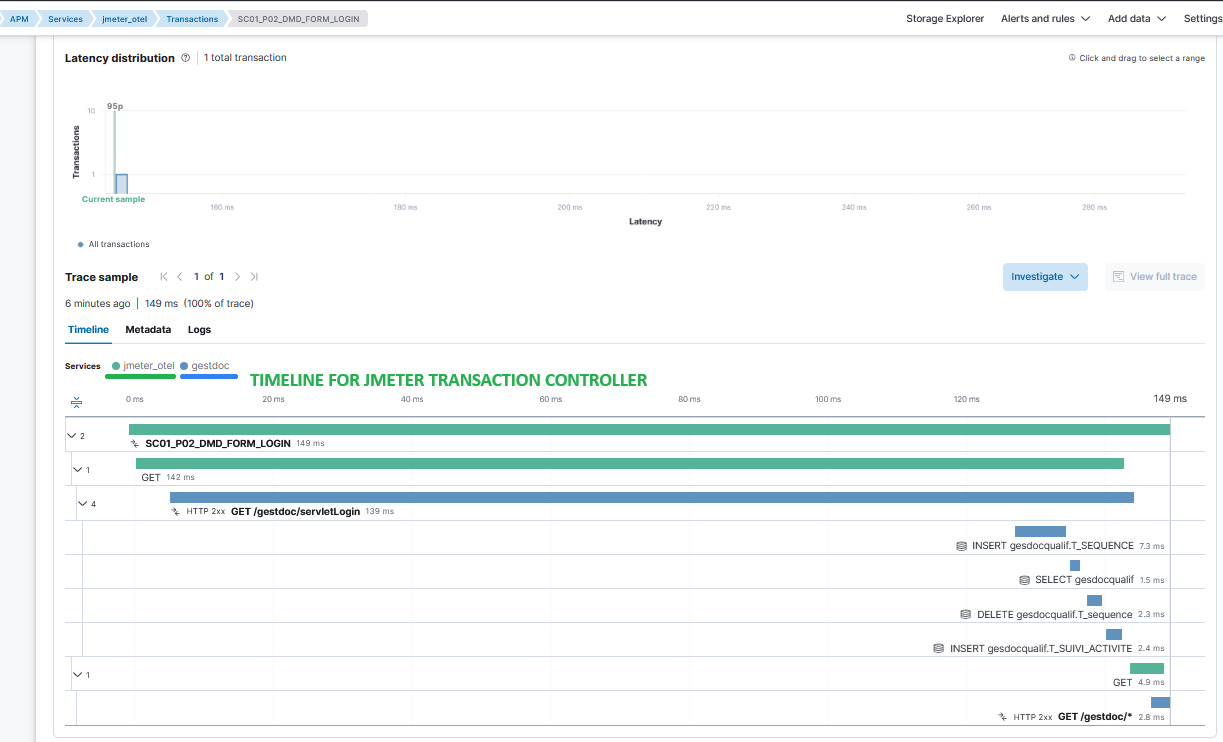 APM Services jmeter_otel Transactions SC01_P02_DMD_FORM_LOGIN Storage Explorer Alerts and rules Add data Settings
Latency distribution 1 total transaction Click and drag to select a range
95p
10
Transactions
1
Current sample
160 ms 180 ms 200 ms 220 ms 240 ms 260 ms 280 ms
Latency
All transactions
Trace sample 1 of 1 Investigate View full trace
6 minutes ago 149 ms (100% of trace)
Timeline Metadata Logs
Services jmeter_otel gestdoc
TIMELINE FOR JMETER TRANSACTION CONTROLLER
0 ms 20 ms 40 ms 60 ms 80 ms 100 ms 120 ms 149 ms
2
SC01_P02_DMD_FORM_LOGIN 149 ms
1
GET 142 ms
4
HTTP 2xx GET /gestdoc/servletLogin 139 ms
INSERT gesdocqualif.T_SEQUENCE 7.3 ms
SELECT gesdocqualif 1.5 ms
DELETE gesdocqualif.T_sequence 2.3 ms
INSERT gesdocqualif.T_SUIVI_ACTIVITE 2.4 ms
1
GET 4.9 ms
HTTP 2xx GET /gestdoc/* 2.8 ms